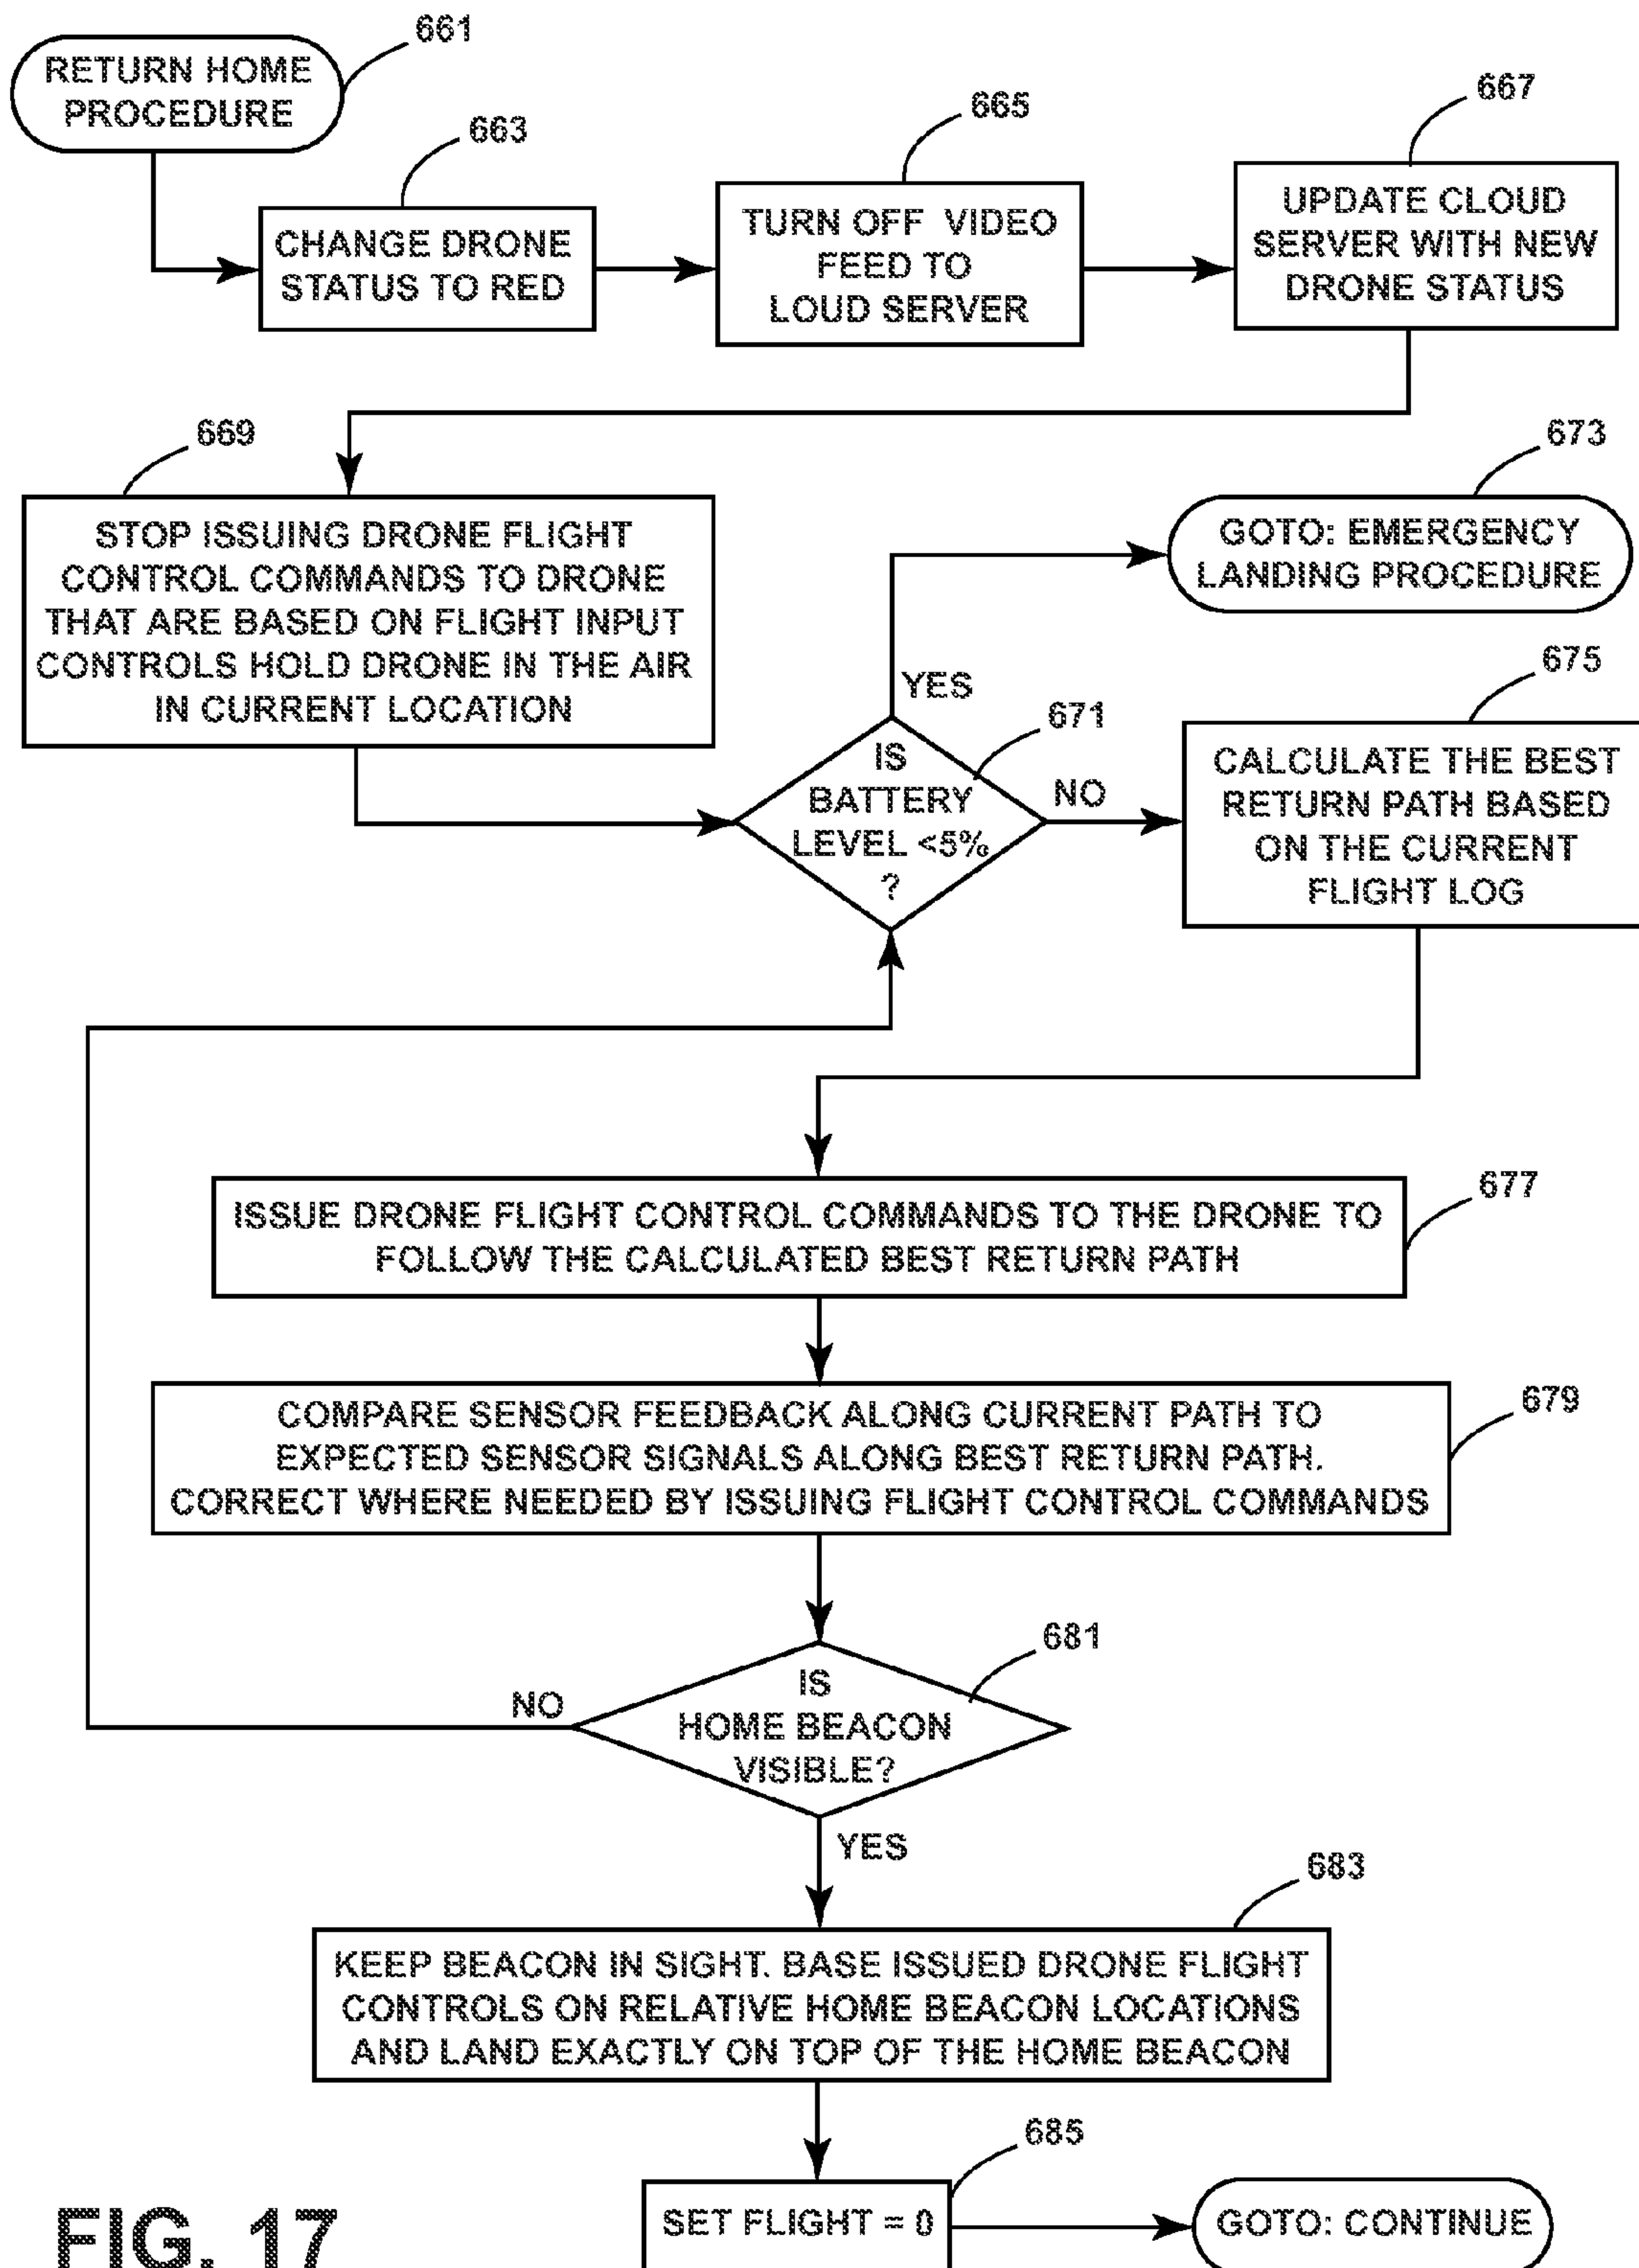 661
RETURN HOME
PROCEDURE
663
CHANGE DRONE
STATUS TO RED
665
TURN OFF VIDEO
FEED TO
LOUD SERVER
667
UPDATE CLOUD
SERVER WITH NEW
DRONE STATUS
669
STOP ISSUING DRONE FLIGHT
CONTROL COMMANDS TO DRONE
THAT ARE BASED ON FLIGHT INPUT
CONTROLS HOLD DRONE IN THE AIR
IN CURRENT LOCATION
673
GOTO: EMERGENCY
LANDING PROCEDURE
YES
671
IS
BATTERY
LEVEL <5%
?
NO
675
CALCULATE THE BEST
RETURN PATH BASED
ON THE CURRENT
FLIGHT LOG
677
ISSUE DRONE FLIGHT CONTROL COMMANDS TO THE DRONE TO
FOLLOW THE CALCULATED BEST RETURN PATH
679
COMPARE SENSOR FEEDBACK ALONG CURRENT PATH TO
EXPECTED SENSOR SIGNALS ALONG BEST RETURN PATH.
CORRECT WHERE NEEDED BY ISSUING FLIGHT CONTROL COMMANDS
681
IS
HOME BEACON
VISIBLE?
NO
YES
683
KEEP BEACON IN SIGHT. BASE ISSUED DRONE FLIGHT
CONTROLS ON RELATIVE HOME BEACON LOCATIONS
AND LAND EXACTLY ON TOP OF THE HOME BEACON
685
SET FLIGHT = 0
GOTO: CONTINUE
FIG. 17